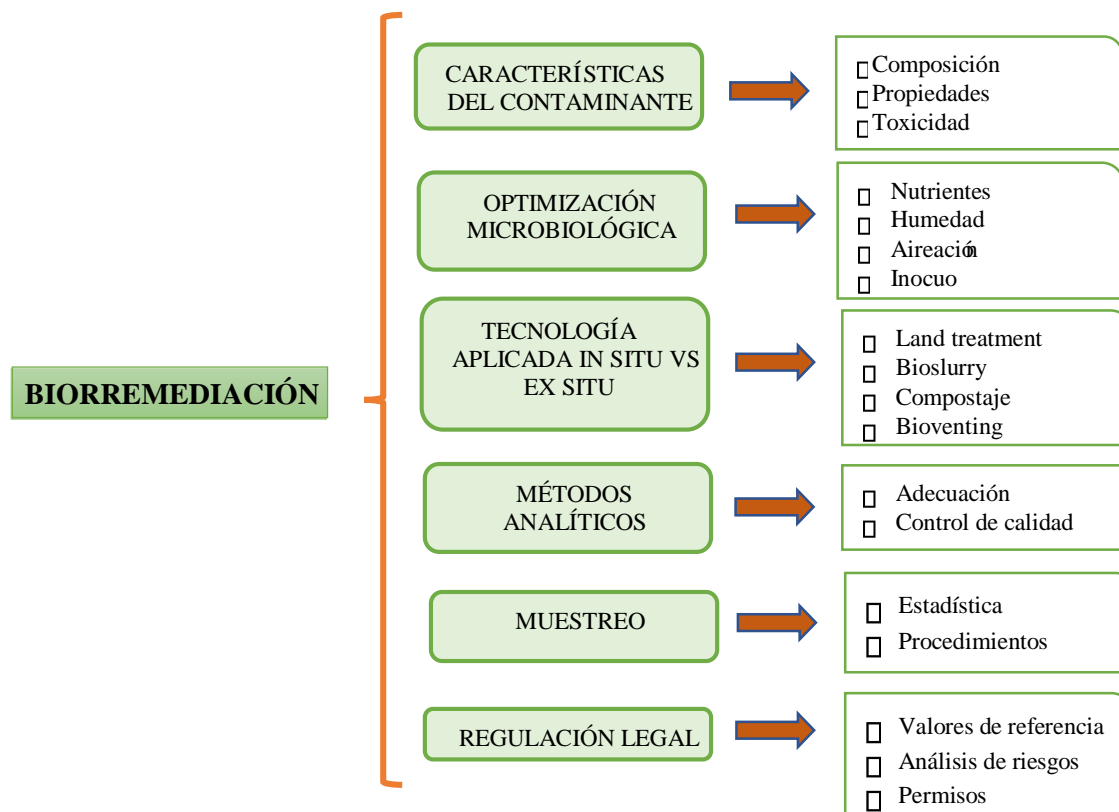 BIORREMEDIACIÓN
CARACTERÍSTICAS
DEL CONTAMINANTE
Composición
Propiedades
Toxicidad
OPTIMIZACIÓN
MICROBIOLÓGICA
Nutrientes
Humedad
Aireación
Inocuo
TECNOLOGÍA
APLICADA IN SITU VS
EX SITU
Land treatment
Bioslurry
Compostaje
Bioventing
MÉTODOS
ANALÍTICOS
Adecuación
Control de calidad
MUESTREO
Estadística
Procedimientos
REGULACIÓN LEGAL
Valores de referencia
Análisis de riesgos
Permisos